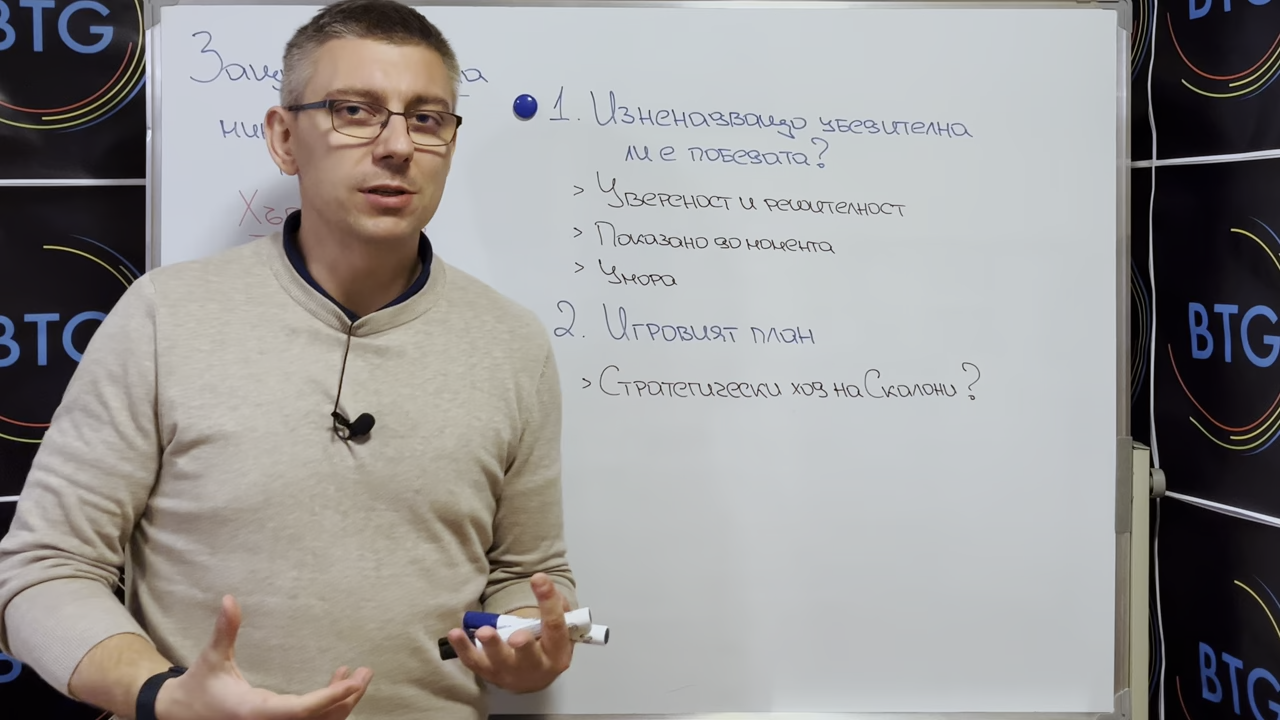 BTG
1. Изненадващо убедителна
ли е победата?
> Увереност и решителност
> Показано до момента
> Умора
2. Игровият план
> Стратегически ход на Скалони?
BTG
BTG
BTG
BTG